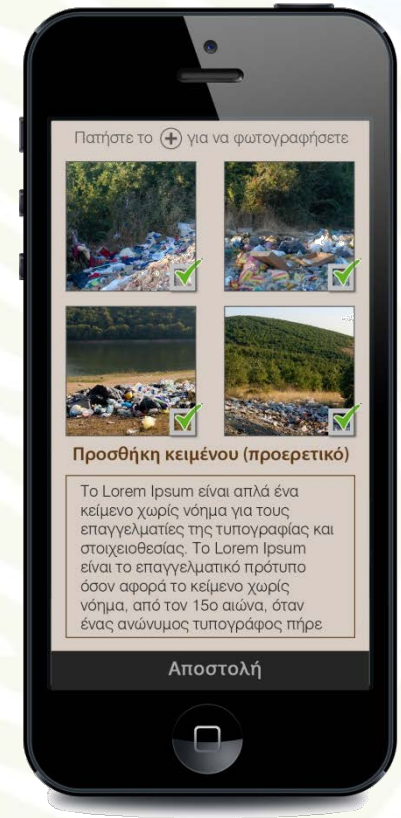 Πατήστε το + για να φωτογραφήσετε
Προσθήκη κειμένου (προερετικό)
Το Lorem Ipsum είναι απλά ένα
κείμενο χωρίς νόημα για τους
επαγγελματίες της τυπογραφίας και
στοιχειοθεσίας. Το Lorem Ipsum
είναι το επαγγελματικό πρότυπο
όσον αφορά το κείμενο χωρίς
νόημα, από τον 15ο αιώνα, όταν
ένας ανώνυμος τυπογράφος πήρε
Αποστολή